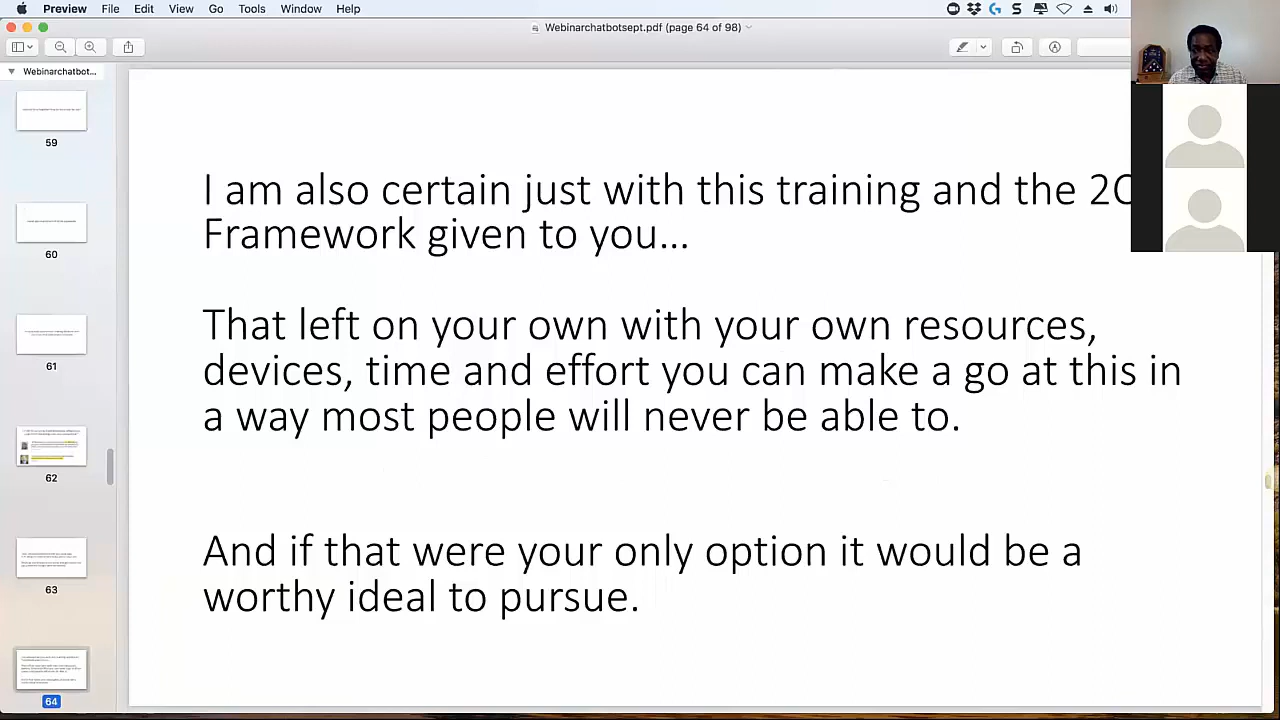 Preview File Edit View Go Tools Window Help
Webinarchatbotsept.pdf (page 64 of 98)
Webinarchatbot...
59
60
61
62
63
64
I am also certain just with this training and the
Framework given to you...
That left on your own with your own resources,
devices, time and effort you can make a go at this in
a way most people will never be able to.
And if that were your only option it would be a
worthy ideal to pursue.